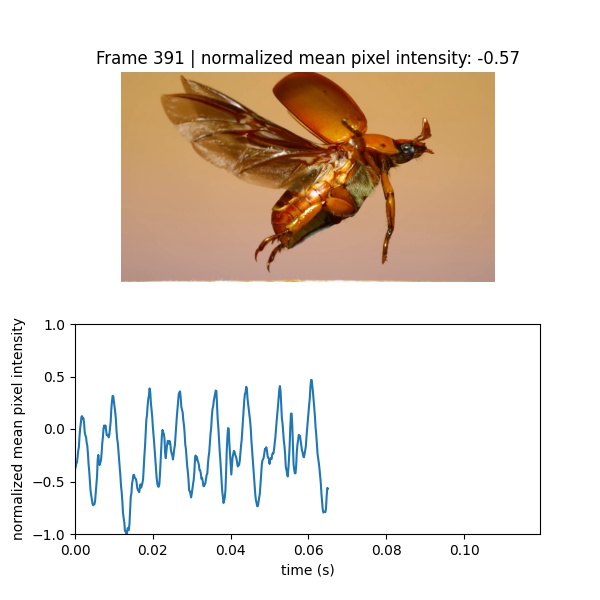 Frame 391 | normalized mean pixel intensity: -0.57
normalized mean pixel intensity
1.0
0.5
0.0
−0.5
−1.0
0.00 0.02 0.04 0.06 0.08 0.10
time (s)